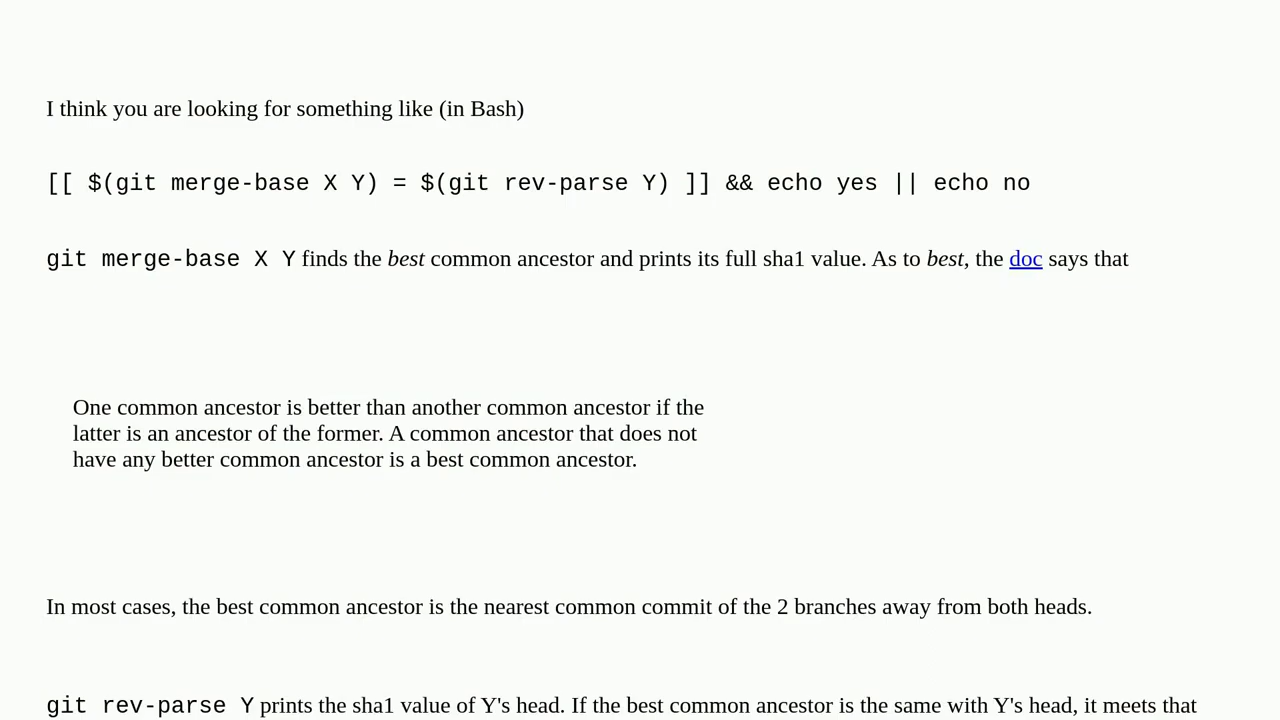 I think you are looking for something like (in Bash)
[[ $(git merge-base X Y) = $(git rev-parse Y) ]] && echo yes || echo no
git merge-base X Y finds the best common ancestor and prints its full sha1 value. As to best, the doc says that
One common ancestor is better than another common ancestor if the
latter is an ancestor of the former. A common ancestor that does not
have any better common ancestor is a best common ancestor.
In most cases, the best common ancestor is the nearest common commit of the 2 branches away from both heads.
git rev-parse Y prints the sha1 value of Y's head. If the best common ancestor is the same with Y's head, it meets that